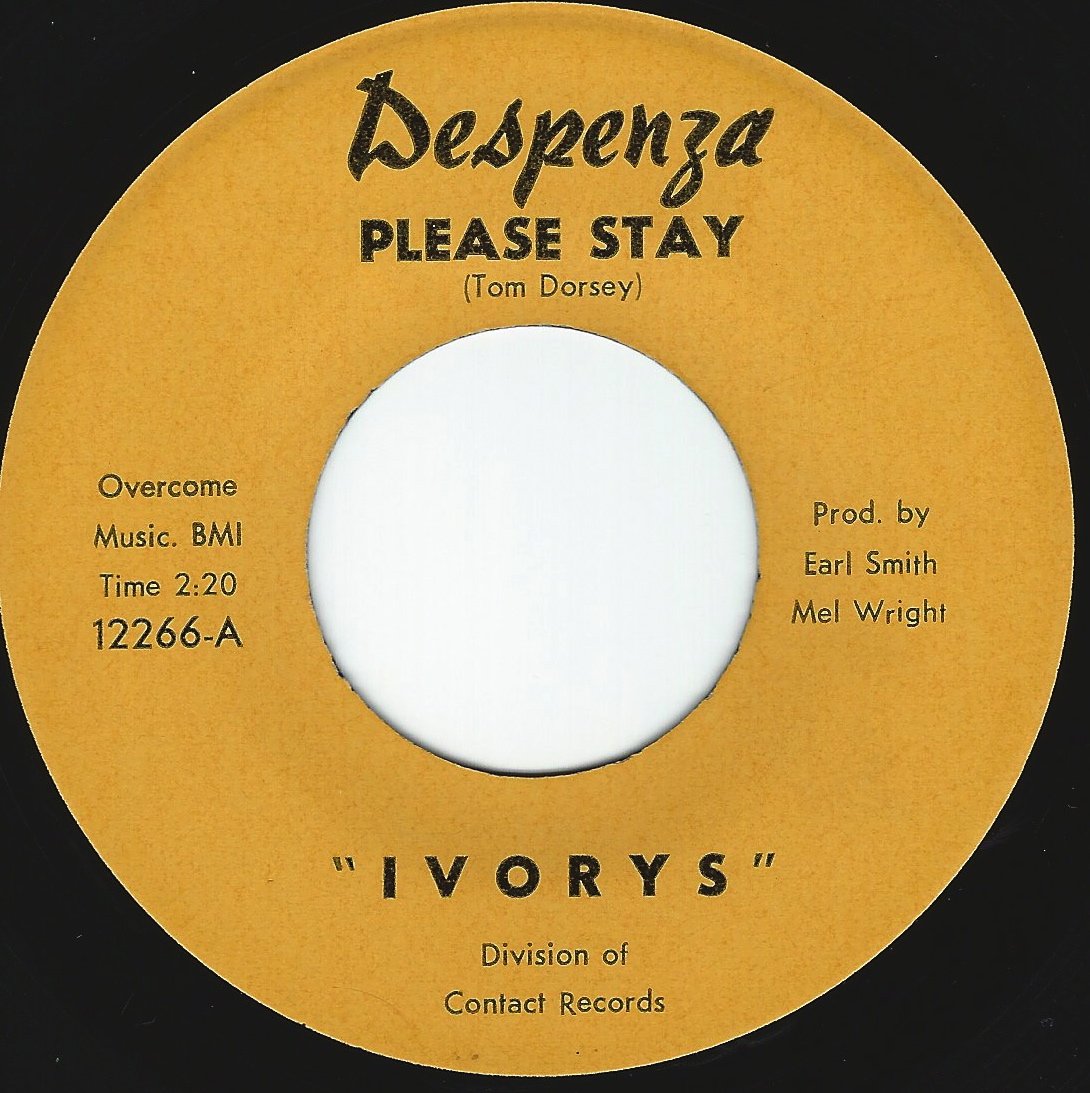 Despenza
PLEASE STAY
(Tom Dorsey)
Overcome
Music. BMI
Time 2:20
12266-A
Prod. by
Earl Smith
Mel Wright
"IVORYS"
Division of
Contact Records